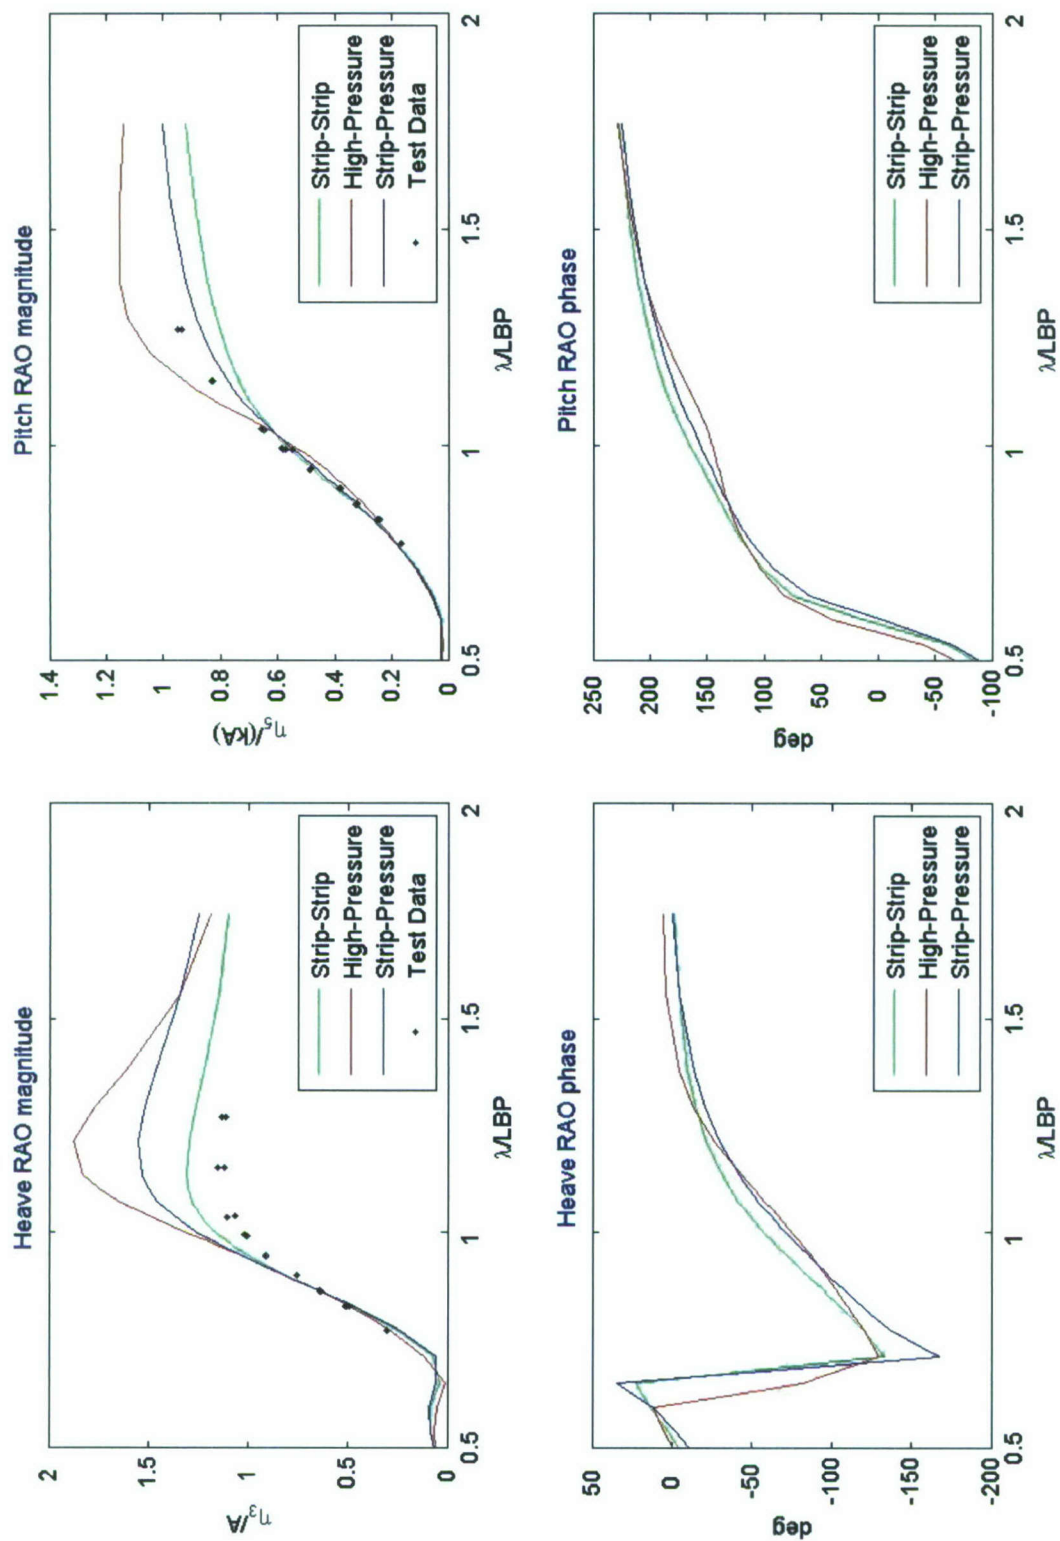 Heave RAO magnitude
2
1.5
1
0.5
0
η₃/A
0.5
1
1.5
2
λ/LBP
Strip-Strip
High-Pressure
Strip-Pressure
Test Data
Pitch RAO magnitude
1.4
1.2
1
0.8
0.6
0.4
0.2
0
η₅/(kA)
0.5
1
1.5
2
λ/LBP
Strip-Strip
High-Pressure
Strip-Pressure
Test Data
Heave RAO phase
50
0
-50
-100
-150
-200
deg
0.5
1
1.5
2
λ/LBP
Strip-Strip
High-Pressure
Strip-Pressure
Pitch RAO phase
250
200
150
100
50
0
-50
-100
deg
0.5
1
1.5
2
λ/LBP
Strip-Strip
High-Pressure
Strip-Pressure